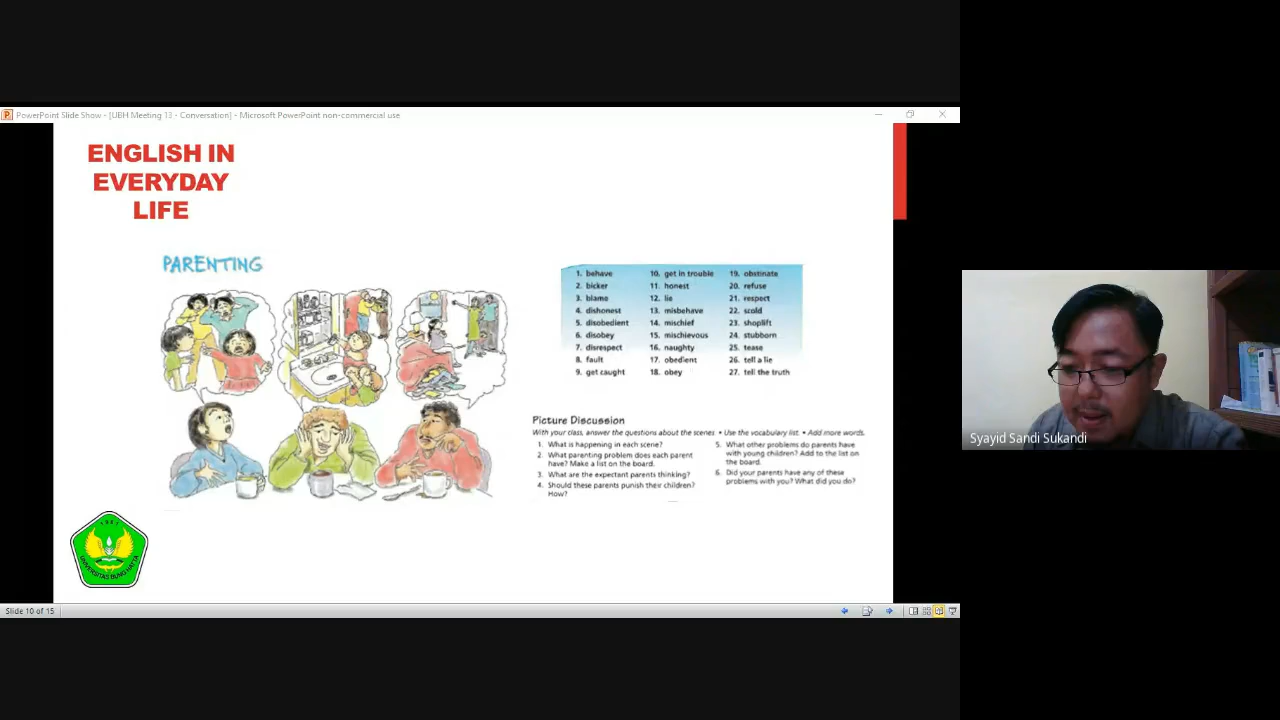 PowerPoint Slide Show - [UBH Meeting 13 - Conversation] - Microsoft PowerPoint non-commercial use
ENGLISH IN
EVERYDAY
LIFE
PARENTING
1. behave
2. bicker
3. blame
4. dishonest
5. disobedient
6. disobey
7. disrespect
8. fault
9. get caught
10. get in trouble
11. honest
12. lie
13. misbehave
14. mischief
15. mischievous
16. naughty
17. obedient
18. obey
19. obstinate
20. refuse
21. respect
22. scold
23. shoplift
24. stubborn
25. tease
26. tell a lie
27. tell the truth
Picture Discussion
With your class, answer the questions about the scenes. • Use the vocabulary list. • Add more words.
1. What is happening in each scene?
2. What parenting problem does each parent
have? Make a list on the board.
3. What are the expectant parents thinking?
4. Should these parents punish their children?
How?
5. What other problems do parents have
with young children? Add to the list on
the board.
6. Did your parents have any of these
problems with you? What did you do?
1981
UNIVERSITAS BUNG HATTA
Slide 10 of 15
Syayid Sandi Sukandi